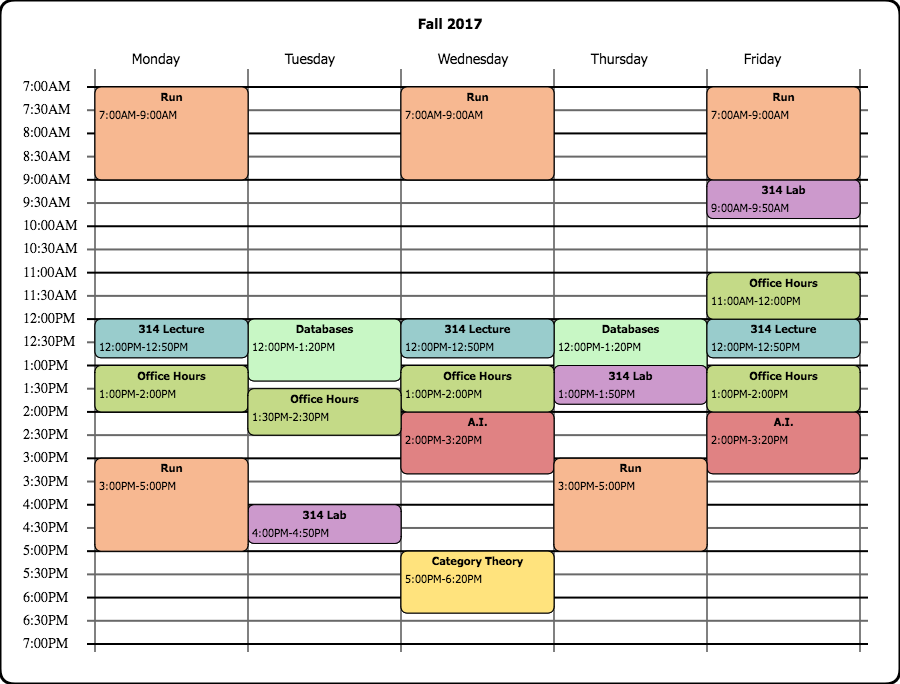 Fall 2017
Monday Tuesday Wednesday Thursday Friday
7:00AM
Run Run Run
7:30AM
7:00AM-9:00AM 7:00AM-9:00AM 7:00AM-9:00AM
8:00AM
8:30AM
9:00AM
314 Lab
9:30AM
9:00AM-9:50AM
10:00AM
10:30AM
11:00AM
Office Hours
11:30AM
11:00AM-12:00PM
12:00PM
314 Lecture Databases 314 Lecture Databases 314 Lecture
12:30PM
12:00PM-12:50PM 12:00PM-1:20PM 12:00PM-12:50PM 12:00PM-1:20PM 12:00PM-12:50PM
1:00PM
Office Hours Office Hours 314 Lab Office Hours
1:30PM
1:00PM-2:00PM 1:00PM-2:00PM 1:00PM-1:50PM 1:00PM-2:00PM
Office Hours
2:00PM
1:30PM-2:30PM
A.I. A.I.
2:30PM
2:00PM-3:20PM 2:00PM-3:20PM
3:00PM
Run Run
3:30PM
3:00PM-5:00PM 3:00PM-5:00PM
4:00PM
314 Lab
4:30PM
4:00PM-4:50PM
5:00PM
Category Theory
5:30PM
5:00PM-6:20PM
6:00PM
6:30PM
7:00PM